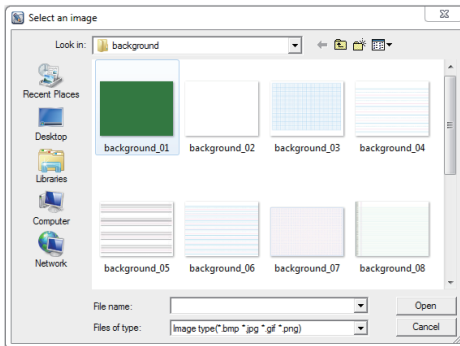 Select an image
Look in: background
Recent Places
Desktop
Libraries
Computer
Network
background_01 background_02 background_03 background_04
background_05 background_06 background_07 background_08
File name: Open
Files of type: Image type(*.bmp *.jpg *.gif *.png) Cancel